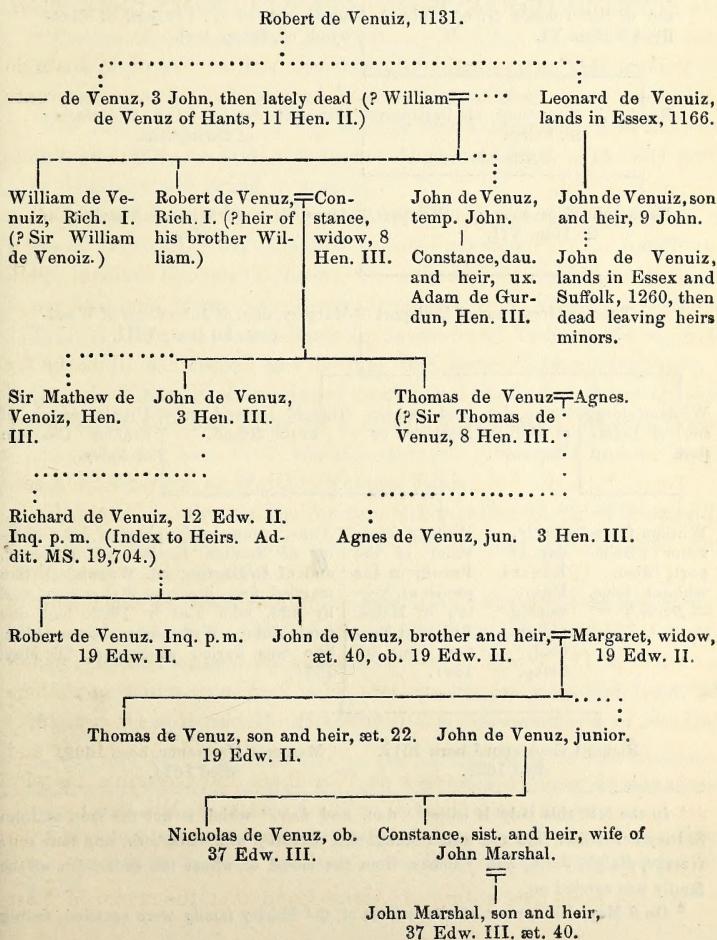 Robert de Venuiz, 1131.
—— de Venuz, 3 John, then lately dead (? William
de Venuz of Hants, 11 Hen. II.)
Leonard de Venuiz,
lands in Essex, 1166.
William de Ve-
nuiz, Rich. I.
(? Sir William
de Venoiz.)
Robert de Venuz,
Rich. I. (? heir of
his brother Wil-
liam.)
Con-
stance,
widow, 8
Hen. III.
John de Venuz,
temp. John.
Constance, dau.
and heir, ux.
Adam de Gur-
dun, Hen. III.
John de Venuiz, son
and heir, 9 John.
John de Venuiz,
lands in Essex and
Suffolk, 1260, then
dead leaving heirs
minors.
Sir Mathew de
Venoiz, Hen.
III.
John de Venuz,
3 Hen. III.
Thomas de Venuz
(? Sir Thomas de
Venuz, 8 Hen. III.
Agnes.
Richard de Venuiz, 12 Edw. II.
Inq. p. m. (Index to Heirs. Ad-
dit. MS. 19,704.)
Agnes de Venuz, jun. 3 Hen. III.
Robert de Venuz. Inq. p.m.
19 Edw. II.
John de Venuz, brother and heir,
æt. 40, ob. 19 Edw. II.
Margaret, widow,
19 Edw. II.
Thomas de Venuz, son and heir, æt. 22.
19 Edw. II.
John de Venuz, junior.
Nicholas de Venuz, ob.
37 Edw. III.
Constance, sist. and heir, wife of
John Marshal.
John Marshal, son and heir,
37 Edw. III. æt. 40.